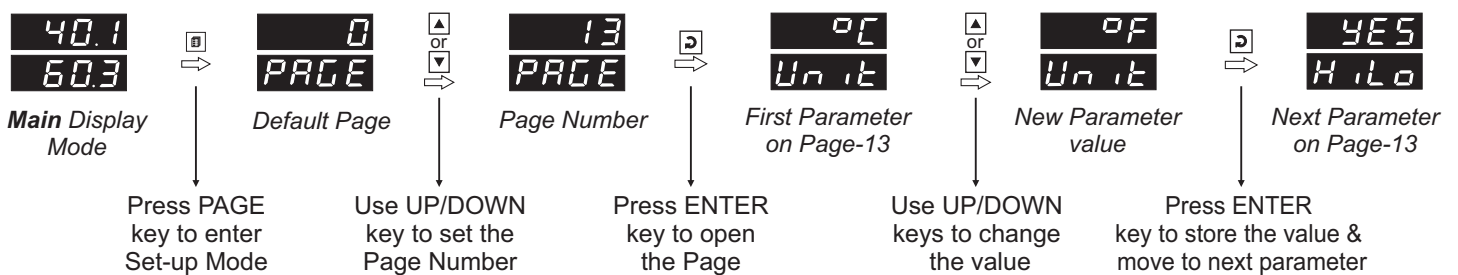 40.1
60.3
Main Display
Mode
0
PAGE
Default Page
or
13
PAGE
Page Number
°C
Unit
First Parameter
on Page-13
or
°F
Unit
New Parameter
value
YES
HiLo
Next Parameter
on Page-13
Press PAGE
key to enter
Set-up Mode
Use UP/DOWN
key to set the
Page Number
Press ENTER
key to open
the Page
Use UP/DOWN
keys to change
the value
Press ENTER
key to store the value &
move to next parameter